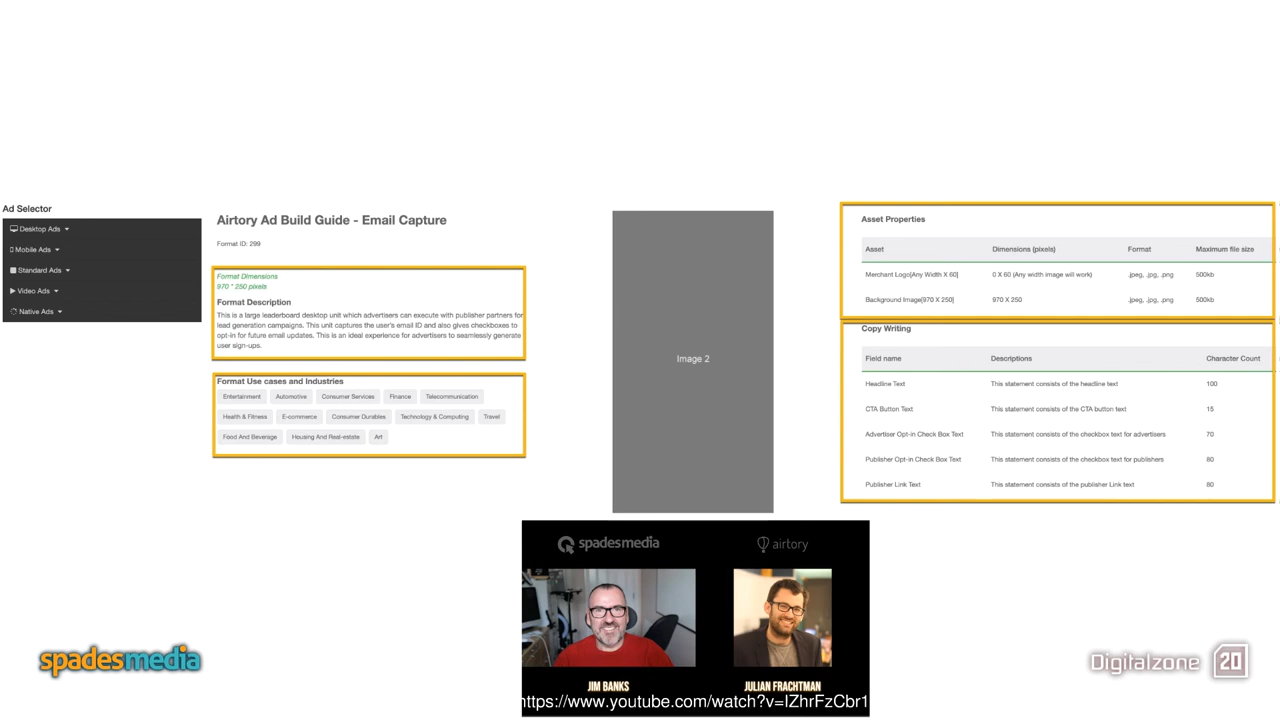 Ad Selector
Desktop Ads
Mobile Ads
Standard Ads
Video Ads
Native Ads
Airtory Ad Build Guide - Email Capture
Format ID: 299
Format Dimensions
970 * 250 pixels
Format Description
This is a large leaderboard desktop unit which advertisers can execute with publisher partners for
lead generation campaigns. This unit captures the user's email ID and also gives checkboxes to
opt-in for future email updates. This is an ideal experience for advertisers to seamlessly generate
user sign-ups.
Format Use cases and Industries
Entertainment Automotive Consumer Services Finance Telecommunication
Health & Fitness E-commerce Consumer Durables Technology & Computing Travel
Food And Beverage Housing And Real-estate Art
Image 2
Asset Properties
Asset Dimensions (pixels) Format Maximum file size
Merchant Logo[Any Width X 60] 0 X 60 (Any width image will work) .jpeg, .jpg, .png 500kb
Background Image[970 X 250] 970 X 250 .jpeg, .jpg, .png 500kb
Copy Writing
Field name Descriptions Character Count
Headline Text This statement consists of the headline text 100
CTA Button Text This statement consists of the CTA button text 15
Advertiser Opt-in Check Box Text This statement consists of the checkbox text for advertisers 70
Publisher Opt-in Check Box Text This statement consists of the checkbox text for publishers 80
Publisher Link Text This statement consists of the publisher Link text 80
spadesmedia airtory
JIM BANKS JULIAN FRACHTMAN
https://www.youtube.com/watch?v=IZhrFzCbr1
spadesmedia
Digitalzone 20